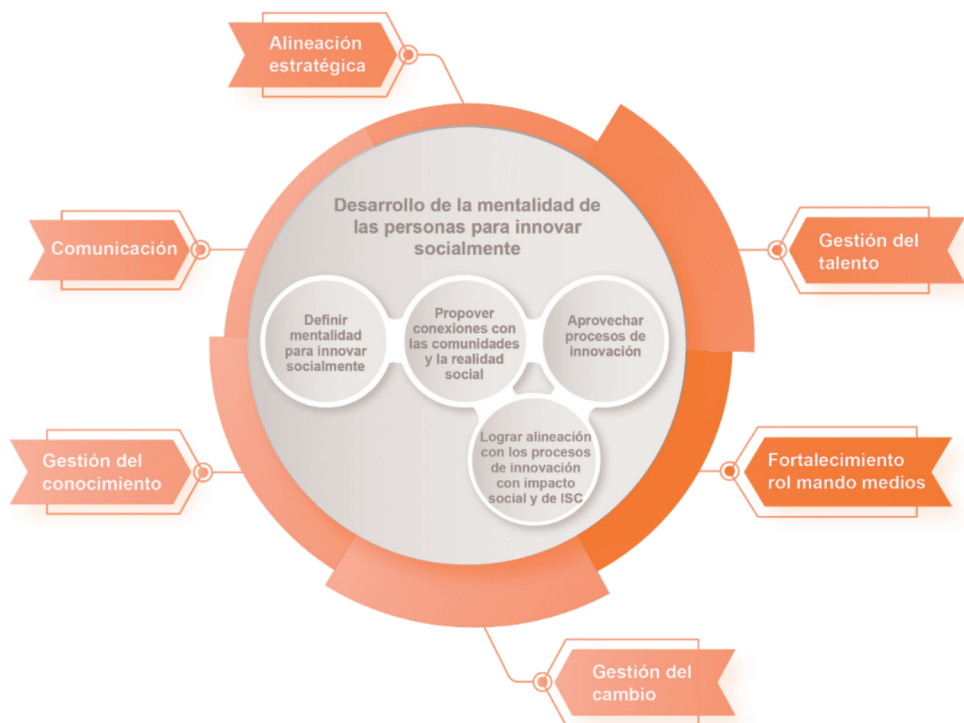 Alineación
estratégica
Desarrollo de la mentalidad de
las personas para innovar
socialmente
Comunicación
Gestión del
talento
Definir
mentalidad
para innovar
socialmente
Propover
conexiones con
las comunidades
y la realidad
social
Aprovechar
procesos de
innovación
Lograr alineación
con los procesos
de innovación
con impacto
social y de ISC
Gestión del
conocimiento
Fortalecimiento
rol mando medios
Gestión del
cambio